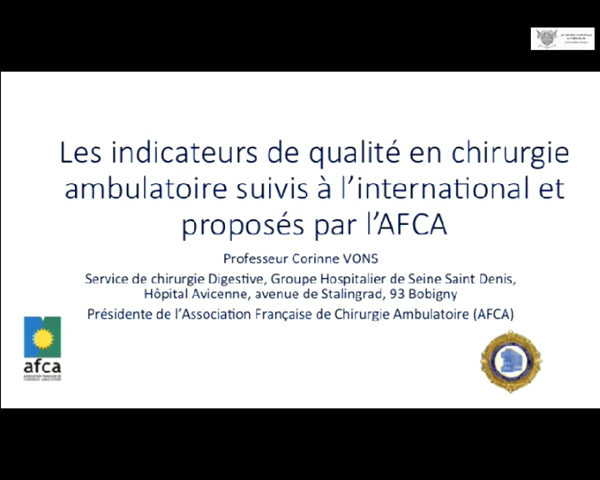 Les indicateurs de qualité en chirurgie
ambulatoire suivis à l'international et
proposés par l'AFCA
Professeur Corinne VONS
Service de chirurgie Digestive, Groupe Hospitalier de Seine Saint Denis,
Hôpital Avicenne, avenue de Stalingrad, 93 Bobigny
Présidente de l'Association Française de Chirurgie Ambulatoire (AFCA)
afca